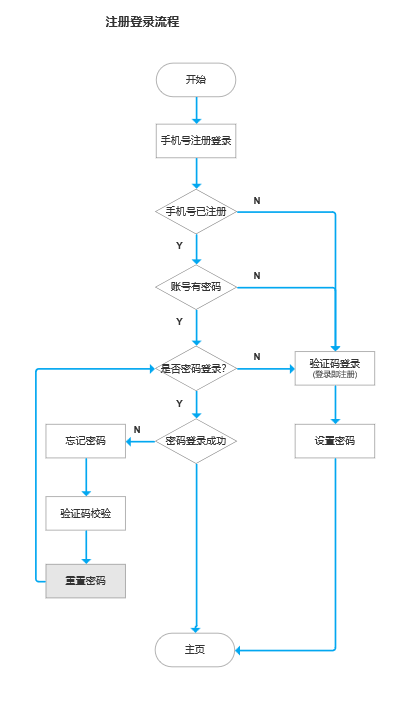 注册登录流程
开始
手机号注册登录
手机号已注册
N
Y
账号有密码
N
Y
是否密码登录?
N
验证码登录
(登录即注册)
Y
忘记密码
N
密码登录成功
设置密码
验证码校验
重置密码
主页